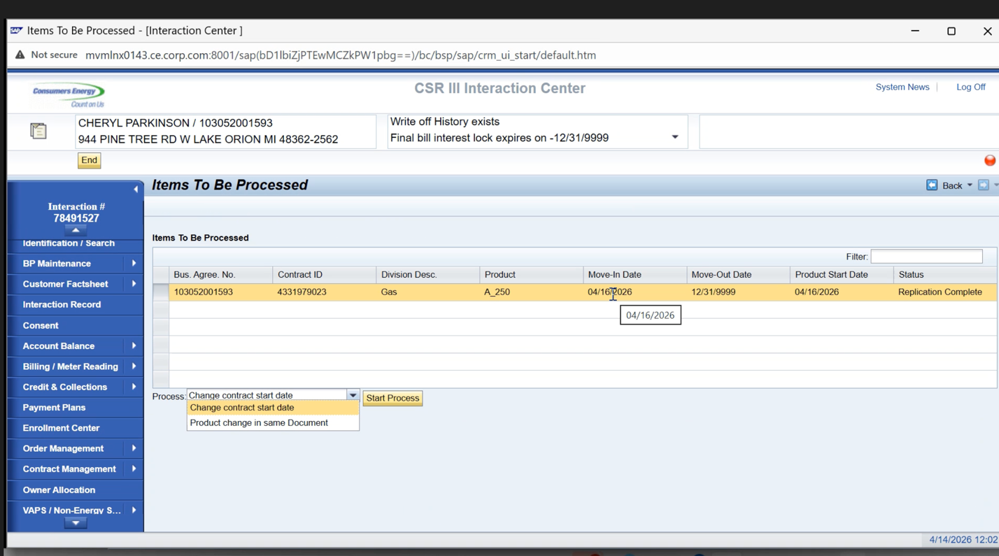 Items To Be Processed - [Interaction Center ]
Not secure mvmlnx0143.ce.corp.com:8001/sap(bD1lbiZjPTEwMCZkPW1pbg==)/bc/bsp/sap/crm_ui_start/default.htm
Consumers Energy
Count on Us
CSR III Interaction Center
System News | Log Off
CHERYL PARKINSON / 103052001593
944 PINE TREE RD W LAKE ORION MI 48362-2562
Write off History exists
Final bill interest lock expires on -12/31/9999
End
Items To Be Processed
Back
Interaction #
78491527
Identification / Search
BP Maintenance
Customer Factsheet
Interaction Record
Consent
Account Balance
Billing / Meter Reading
Credit & Collections
Payment Plans
Enrollment Center
Order Management
Contract Management
Owner Allocation
VAPS / Non-Energy S...
Items To Be Processed
Filter:
Bus. Agree. No. Contract ID Division Desc. Product Move-In Date Move-Out Date Product Start Date Status
103052001593 4331979023 Gas A_250 04/16/2026 12/31/9999 04/16/2026 Replication Complete
04/16/2026
Process: Change contract start date Start Process
Change contract start date
Product change in same Document
4/14/2026 12:02